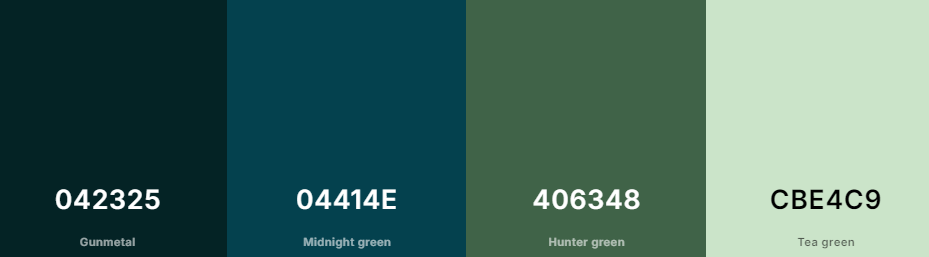 042325
Gunmetal
04414E
Midnight green
406348
Hunter green
CBE4C9
Tea green